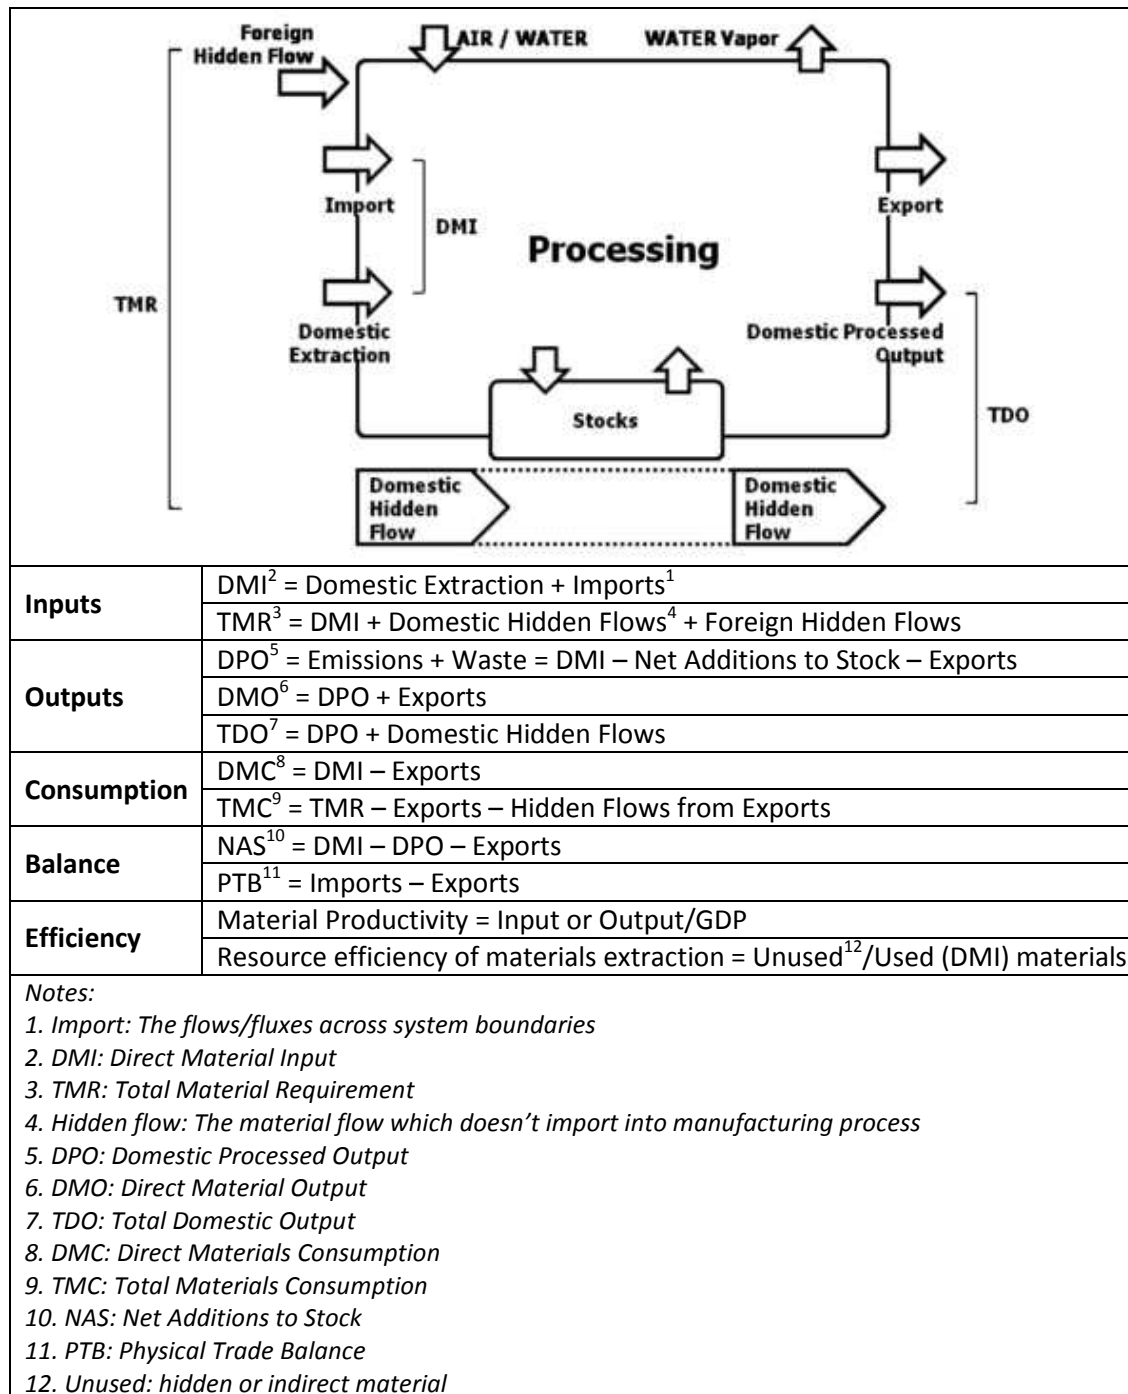 Foreign
Hidden Flow
AIR / WATER
WATER Vapor
Import
DMI
Export
Processing
TMR
Domestic
Extraction
Domestic Processed
Output
Stocks
TDO
Domestic
Hidden
Flow
Domestic
Hidden
Flow
Inputs
DMI² = Domestic Extraction + Imports¹
TMR³ = DMI + Domestic Hidden Flows⁴ + Foreign Hidden Flows
Outputs
DPO⁵ = Emissions + Waste = DMI – Net Additions to Stock – Exports
DMO⁶ = DPO + Exports
TDO⁷ = DPO + Domestic Hidden Flows
Consumption
DMC⁸ = DMI – Exports
TMC⁹ = TMR – Exports – Hidden Flows from Exports
Balance
NAS¹⁰ = DMI – DPO – Exports
PTB¹¹ = Imports – Exports
Efficiency
Material Productivity = Input or Output/GDP
Resource efficiency of materials extraction = Unused¹²/Used (DMI) materials
Notes:
1. Import: The flows/fluxes across system boundaries
2. DMI: Direct Material Input
3. TMR: Total Material Requirement
4. Hidden flow: The material flow which doesn’t import into manufacturing process
5. DPO: Domestic Processed Output
6. DMO: Direct Material Output
7. TDO: Total Domestic Output
8. DMC: Direct Materials Consumption
9. TMC: Total Materials Consumption
10. NAS: Net Additions to Stock
11. PTB: Physical Trade Balance
12. Unused: hidden or indirect material